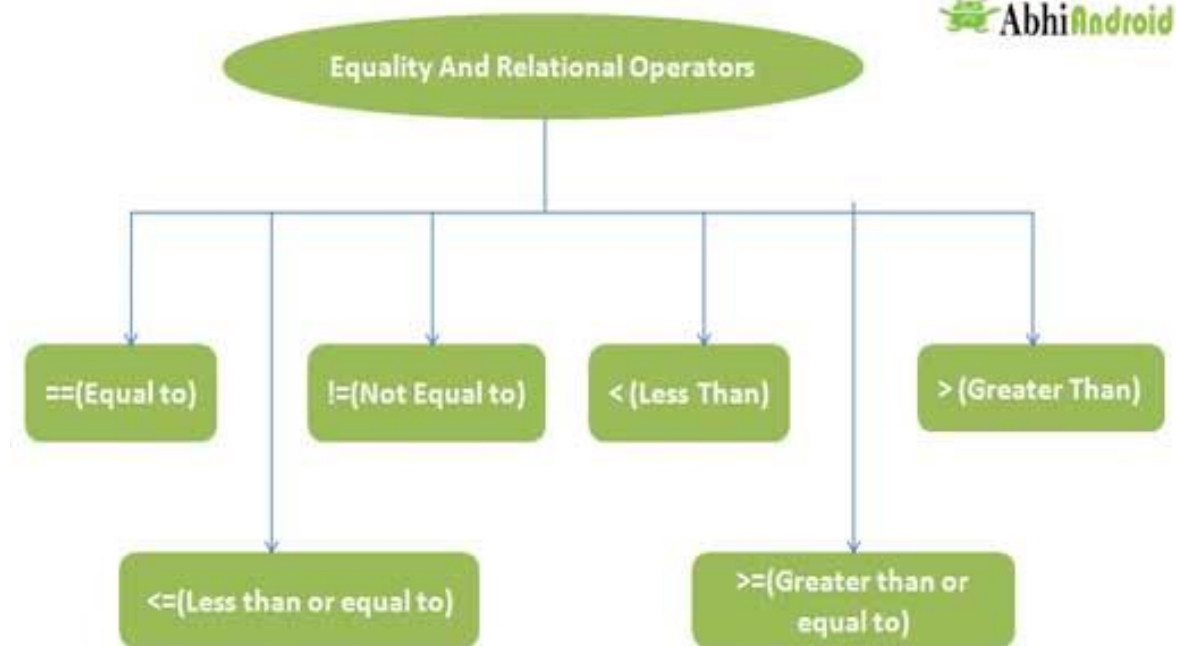 AbhiAndroid
Equality And Relational Operators
==(Equal to)
!=(Not Equal to)
< (Less Than)
> (Greater Than)
<=(Less than or equal to)
>=(Greater than or
equal to)